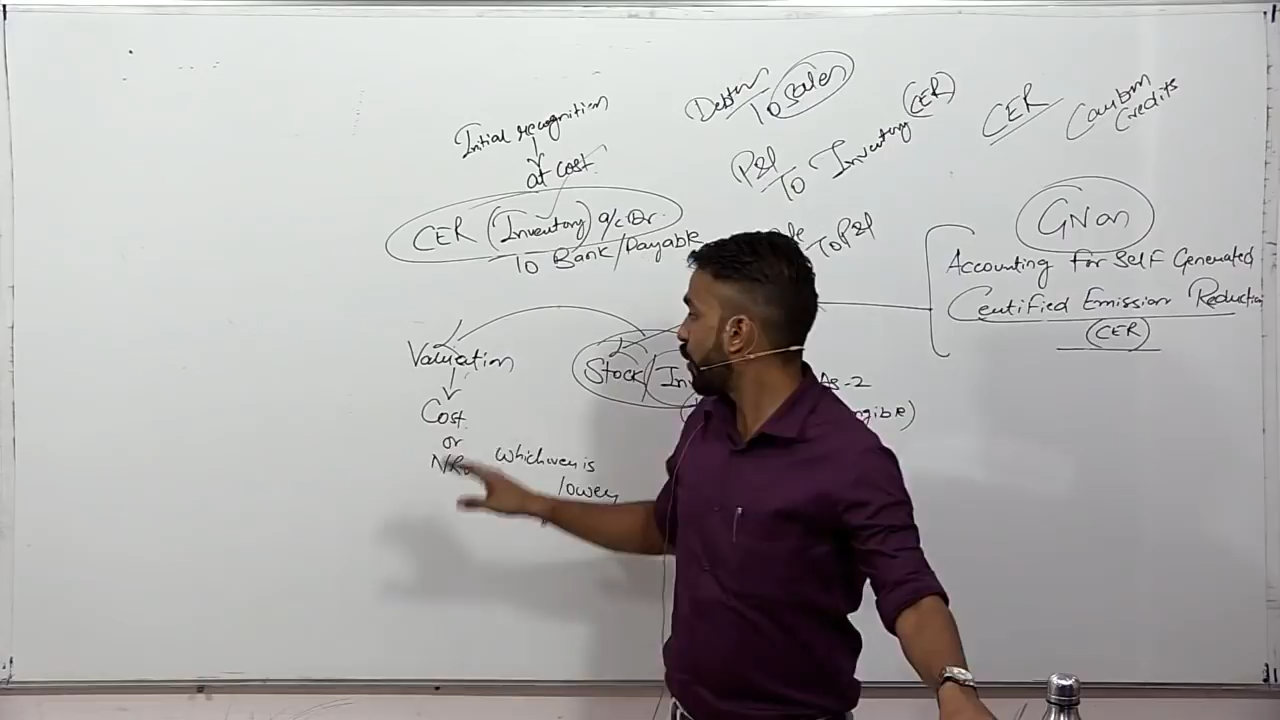 Initial recognition
at cost
CER (Inventory) a/c Dr.
To Bank/Payable
Valuation
Cost
or
whichever is
lower
Debtor
To Sales
P&L
To Inventory (CER)
To P&L
CER
Carbon
Credits
GN on
Accounting for Self Generated
Certified Emission Reduction
(CER)
Stock/
AS-2